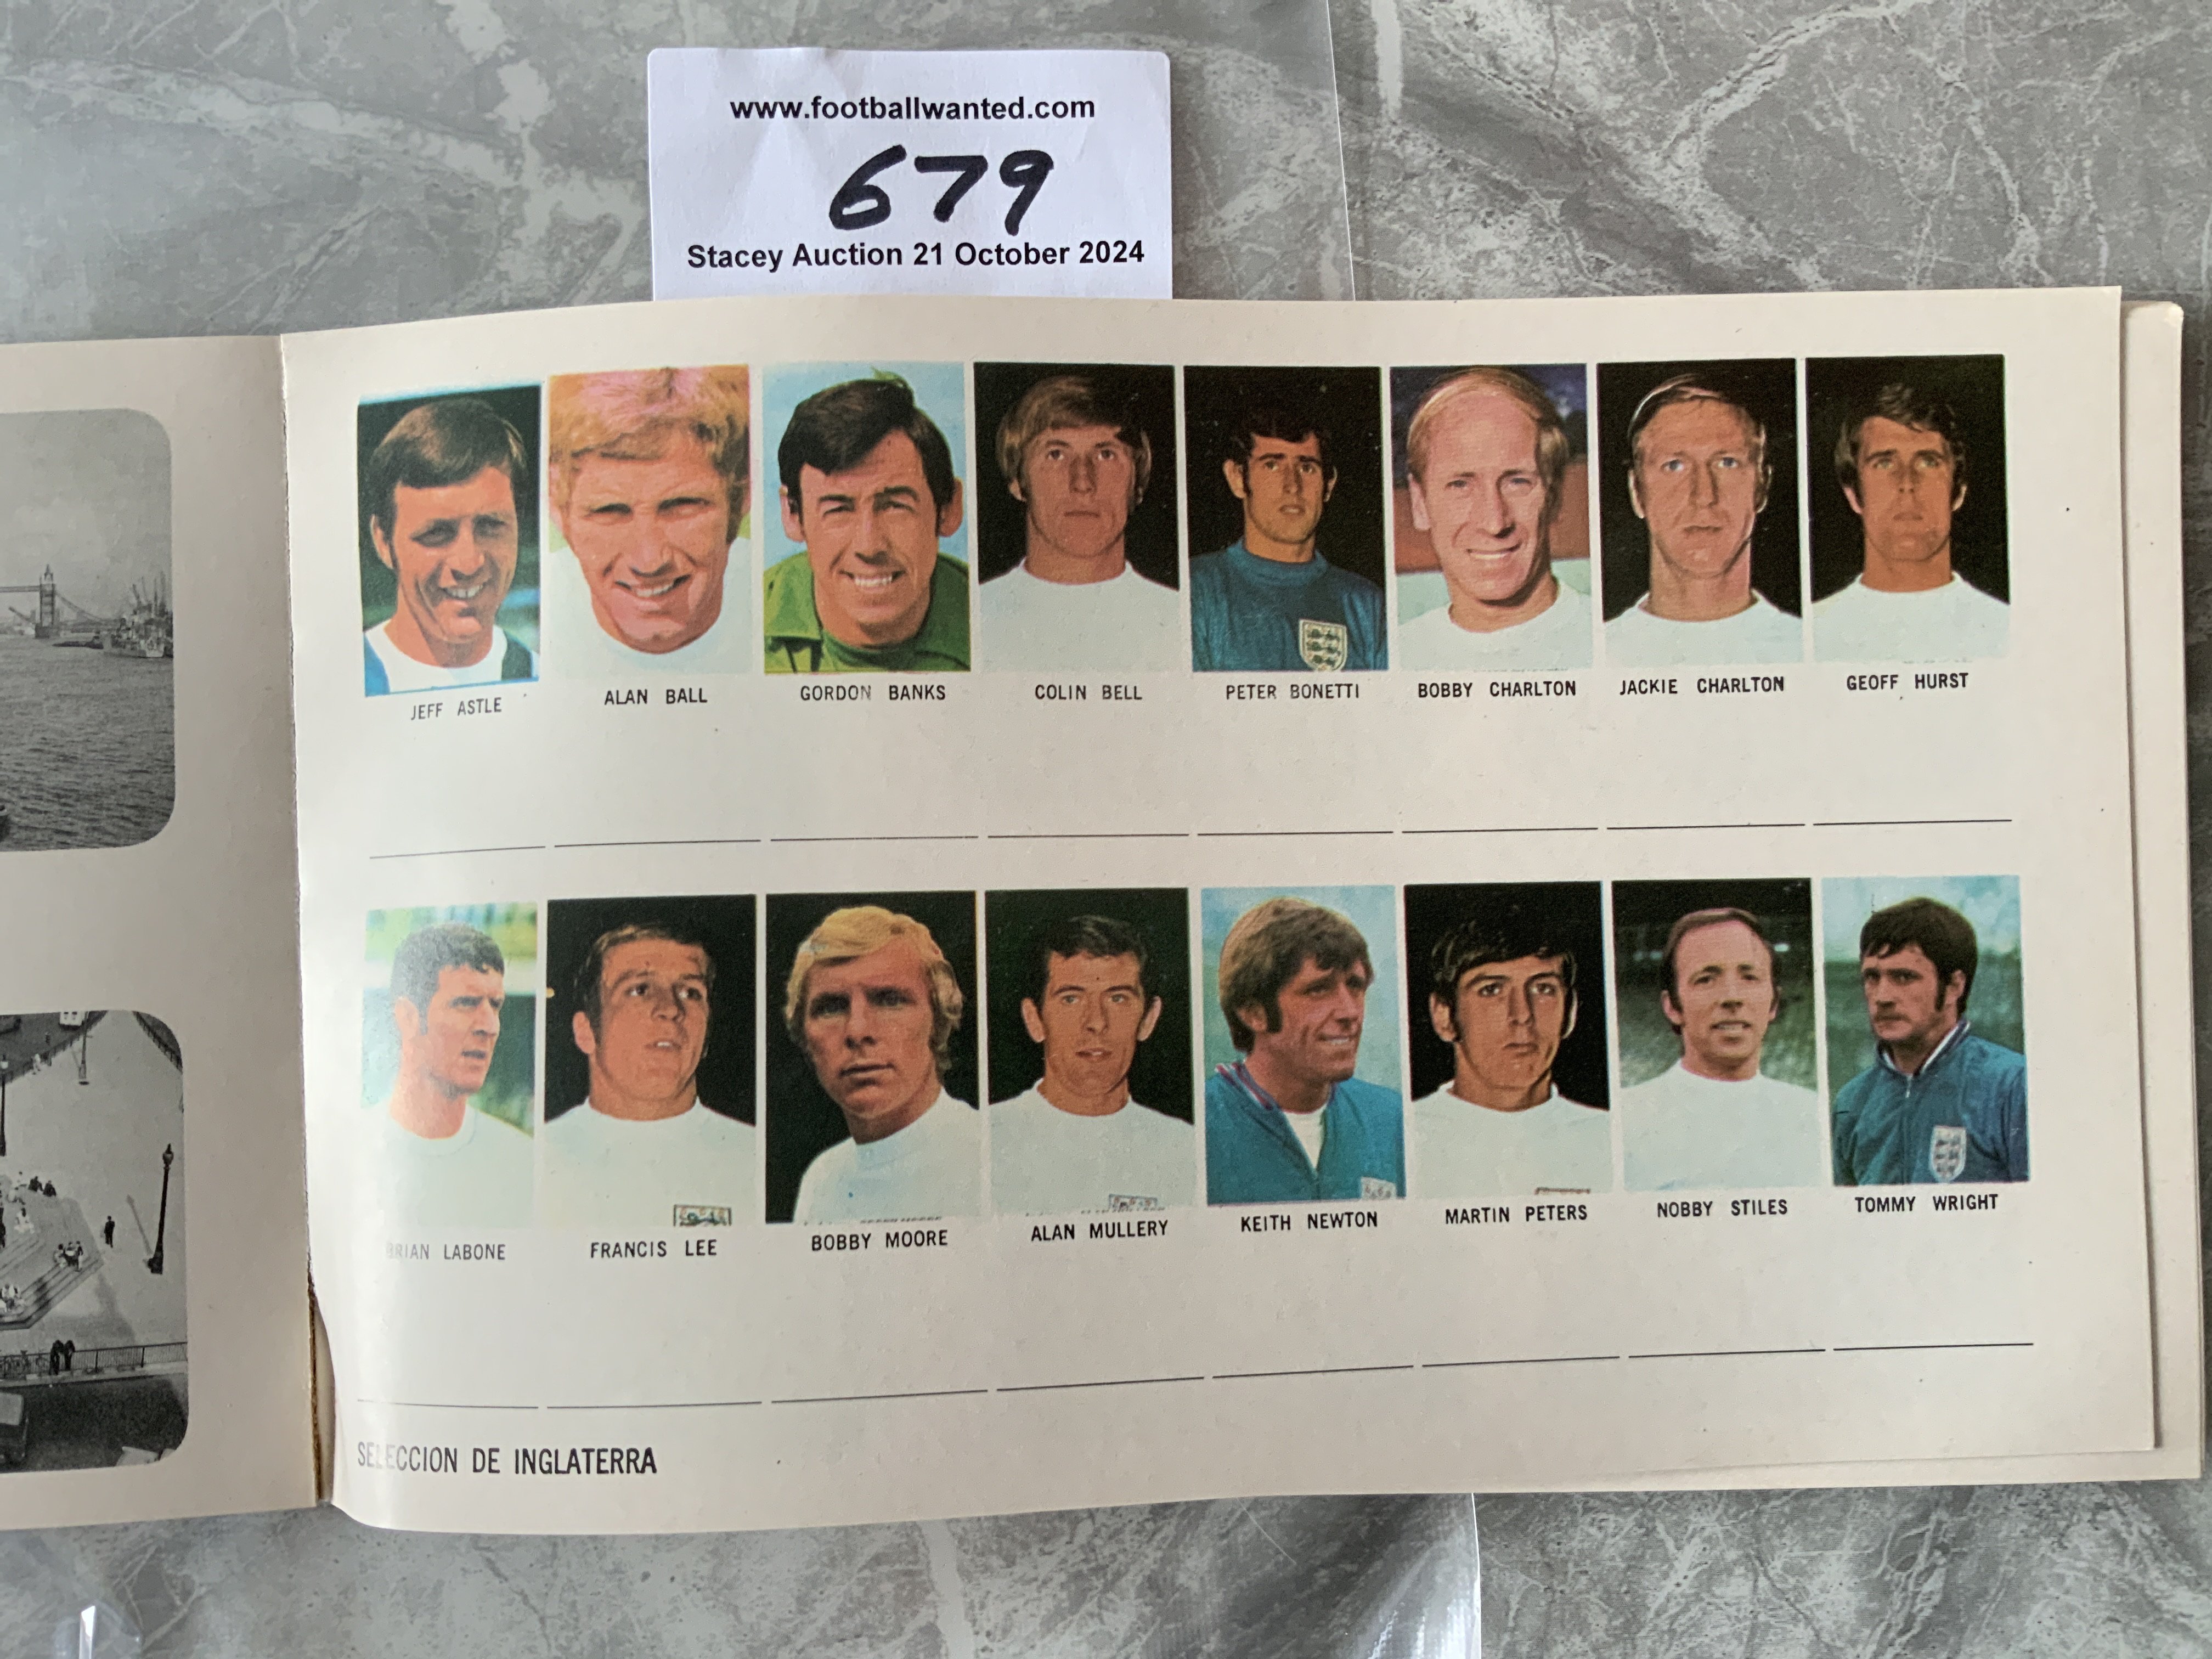 www.footballwanted.com
679
Stacey Auction 21 October 2024
JEFF ASTLE ALAN BALL GORDON BANKS COLIN BELL PETER BONETTI BOBBY CHARLTON JACKIE CHARLTON GEOFF HURST
BRIAN LABONE FRANCIS LEE BOBBY MOORE ALAN MULLERY KEITH NEWTON MARTIN PETERS NOBBY STILES TOMMY WRIGHT
SELECCION DE INGLATERRA